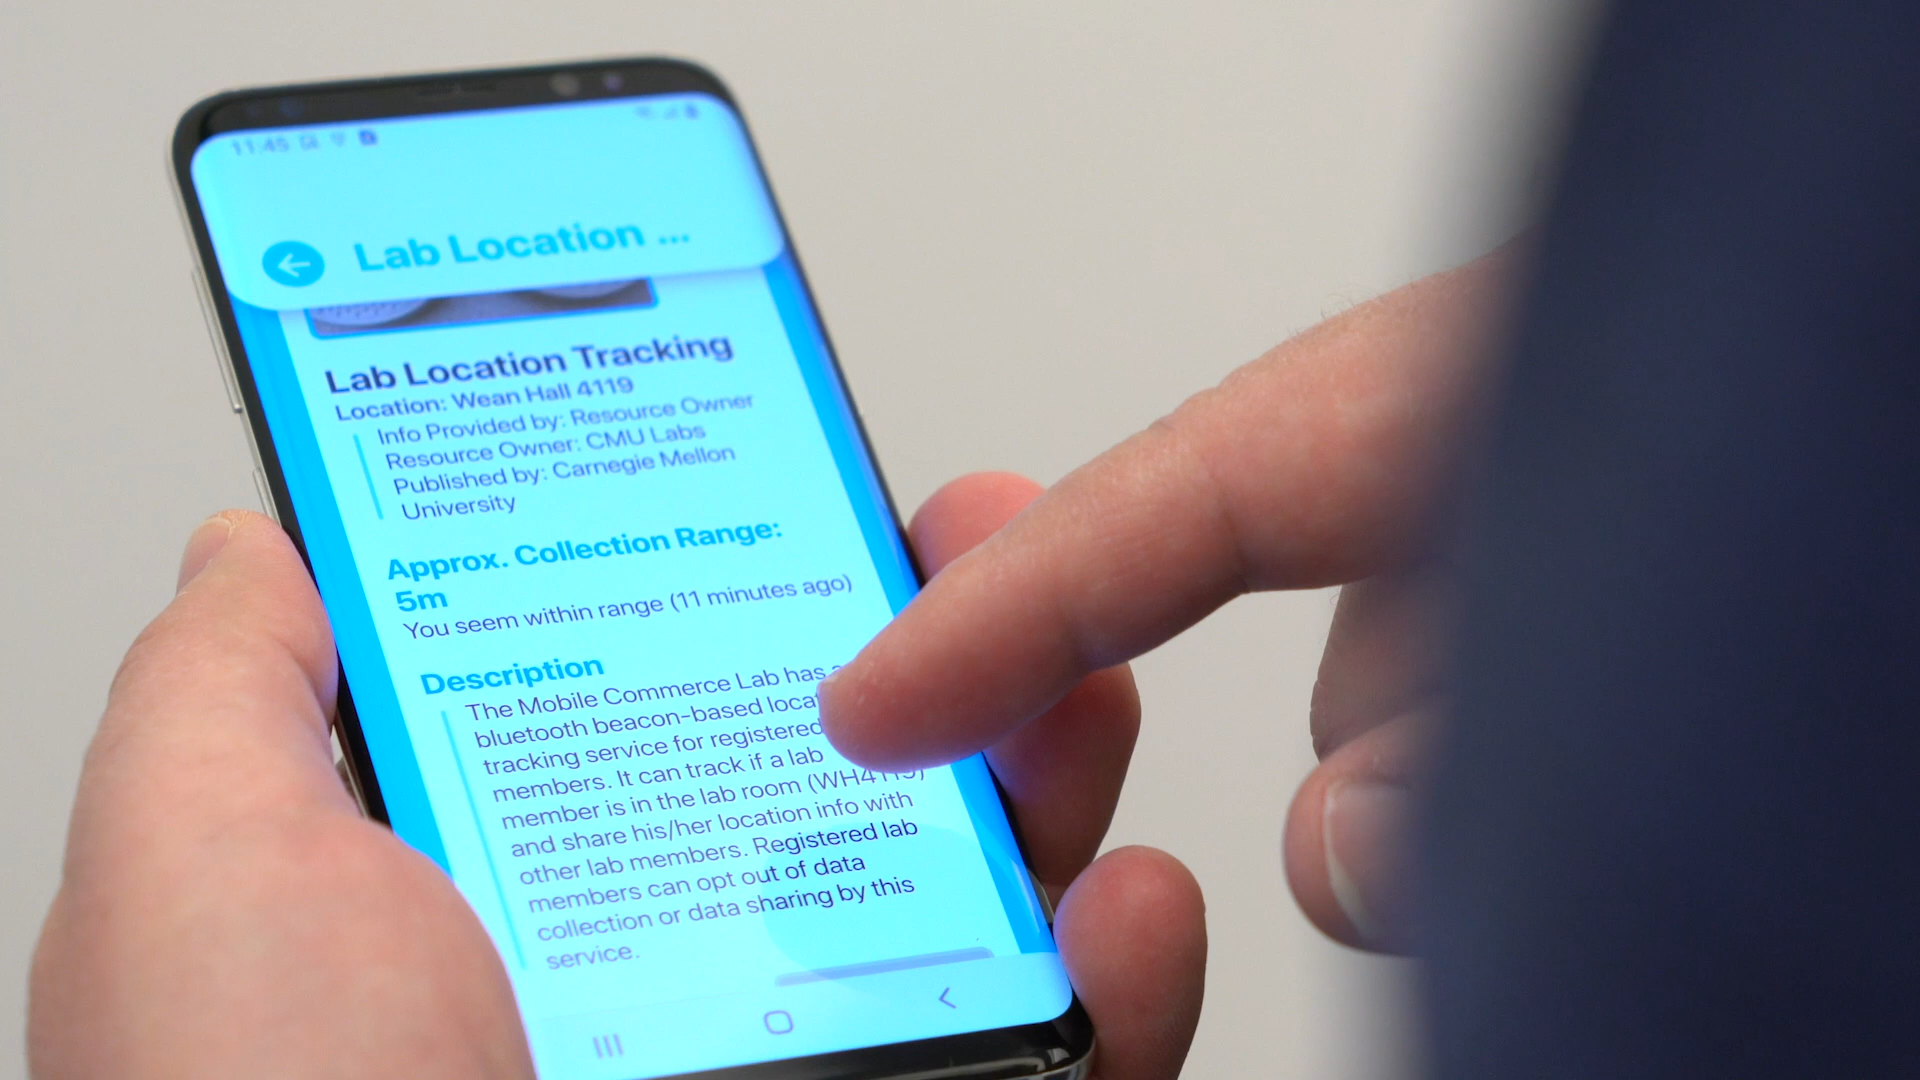 11:45
Lab Location ...
Lab Location Tracking
Location: Wean Hall 4119
Info Provided by: Resource Owner
Resource Owner: CMU Labs
Published by: Carnegie Mellon
University
Approx. Collection Range:
5m
You seem within range (11 minutes ago)
Description
The Mobile Commerce Lab has
bluetooth beacon-based
tracking service for registered
members. It can track if a lab
member is in the lab room (WH4119)
and share his/her location info with
other lab members. Registered lab
members can opt out of data
collection or data sharing by this
service.